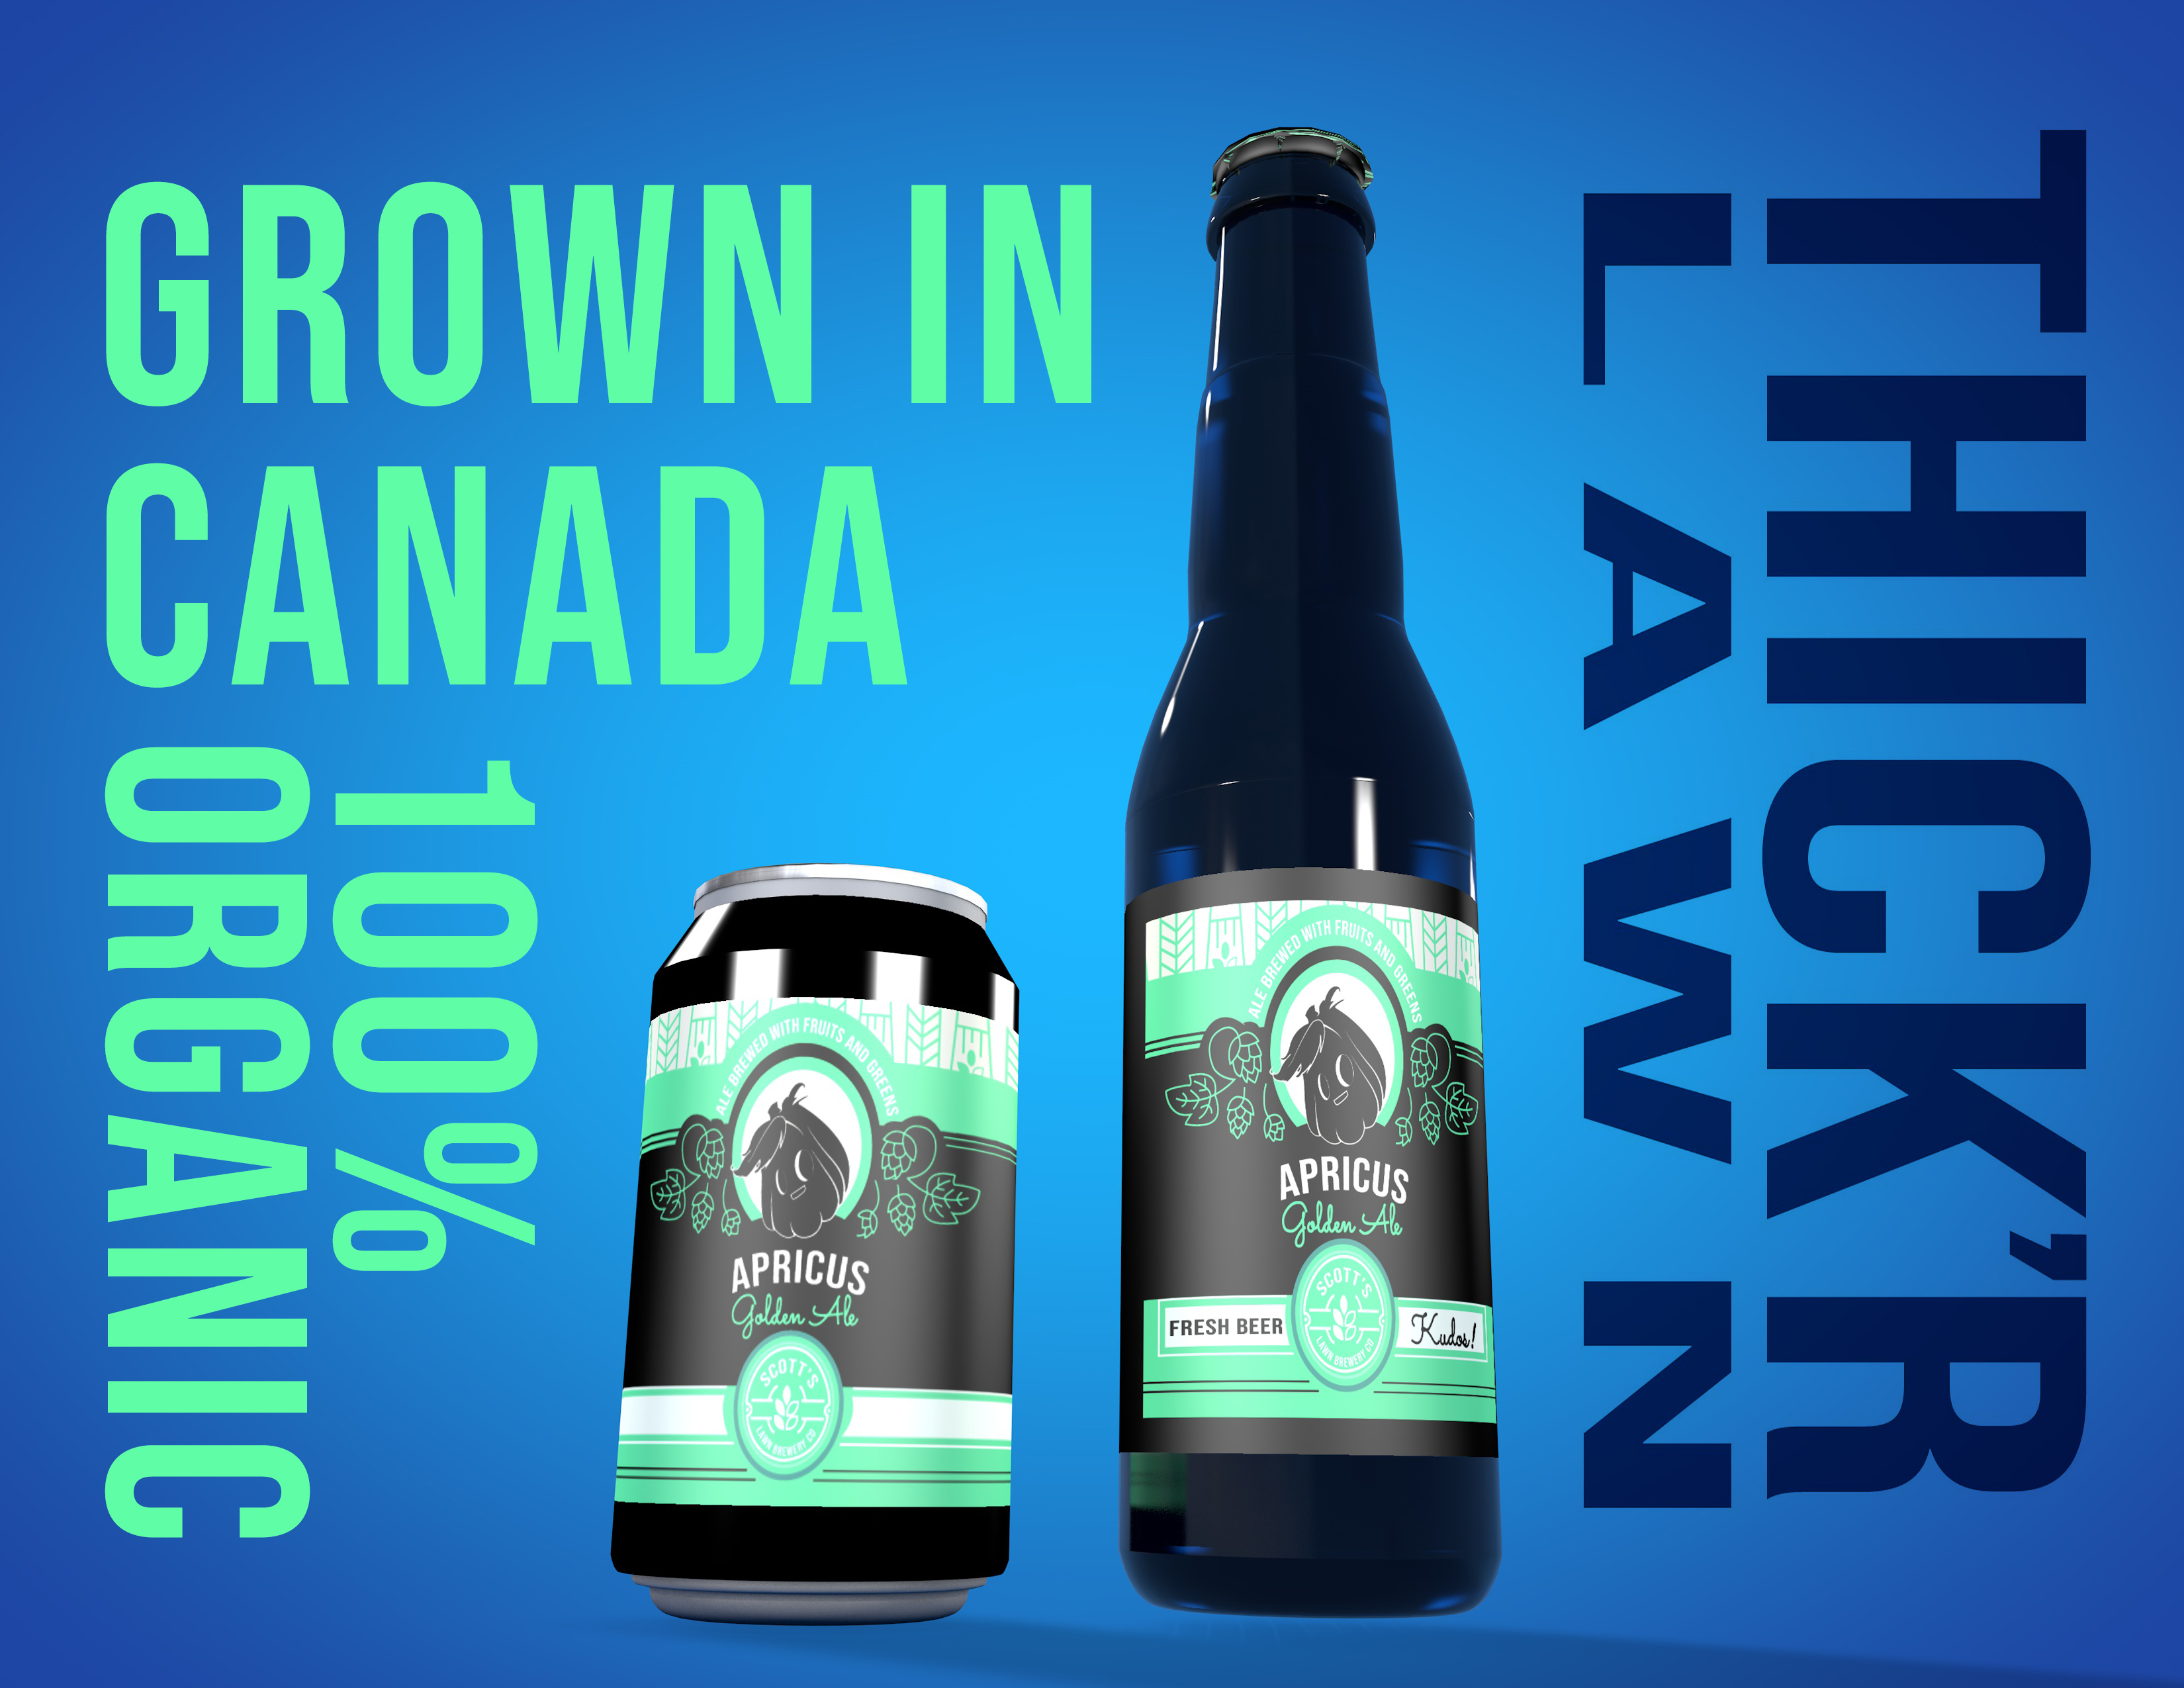 GROWN IN
CANADA
100%
ORGANIC
THICK'R
LAWN
ALE BREWED WITH FRUITS AND GREENS
APRICUS
Golden Ale
SCOTT'S
LAWN BREWERY CO
ALE BREWED WITH FRUITS AND GREENS
APRICUS
Golden Ale
FRESH BEER
SCOTT'S
LAWN BREWERY CO
Kudos!